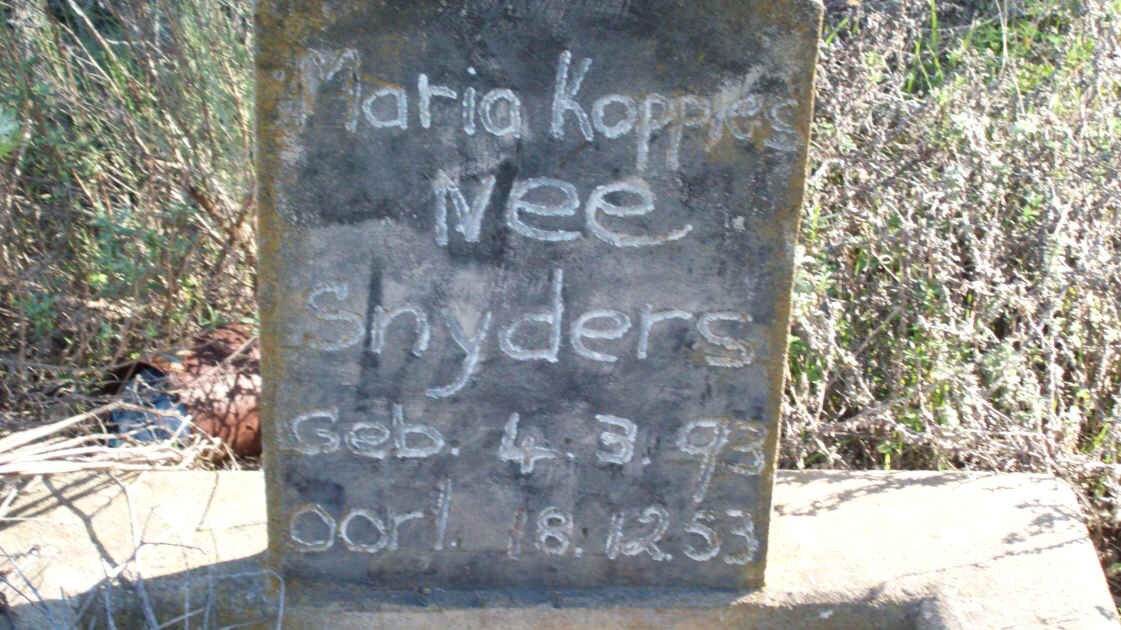 Maria Kopples
Nee
Snyders
Geb. 4.3.93
Oorl. 18.12.53